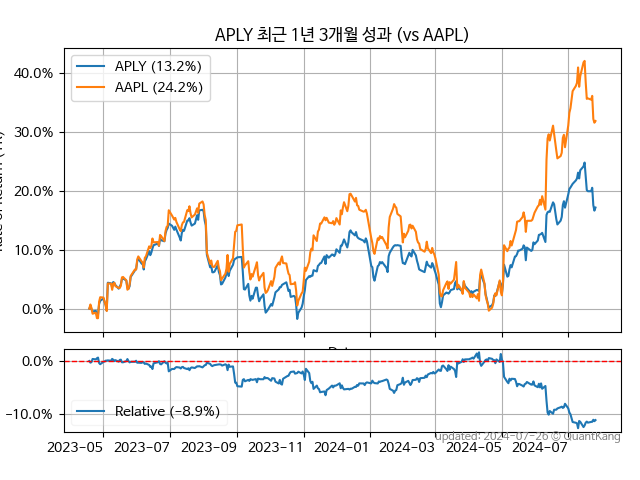 APLY 최근 1년 3개월 성과 (vs AAPL)
APLY (13.2%)
AAPL (24.2%)
40.0%
30.0%
20.0%
10.0%
0.0%
0.0%
−10.0%
Relative (−8.9%)
updated: 2024-07-26 © QuantKang
2023-05 2023-07 2023-09 2023-11 2024-01 2024-03 2024-05 2024-07